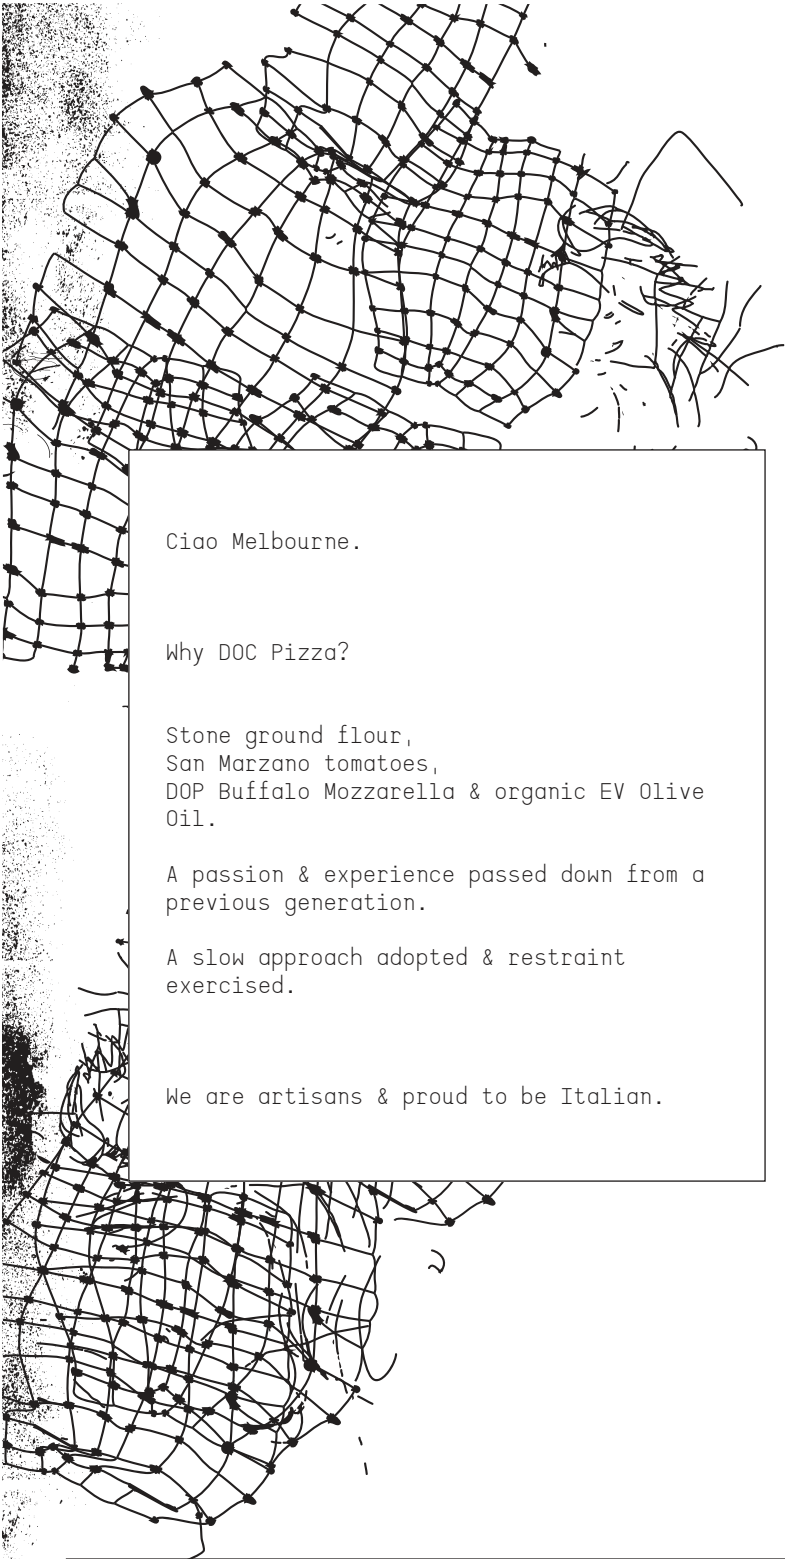 Ciao Melbourne.
Why DOC Pizza?
Stone ground flour,
San Marzano tomatoes,
DOP Buffalo Mozzarella & organic EV Olive
Oil.
A passion & experience passed down from a
previous generation.
A slow approach adopted & restraint
exercised.
We are artisans & proud to be Italian.